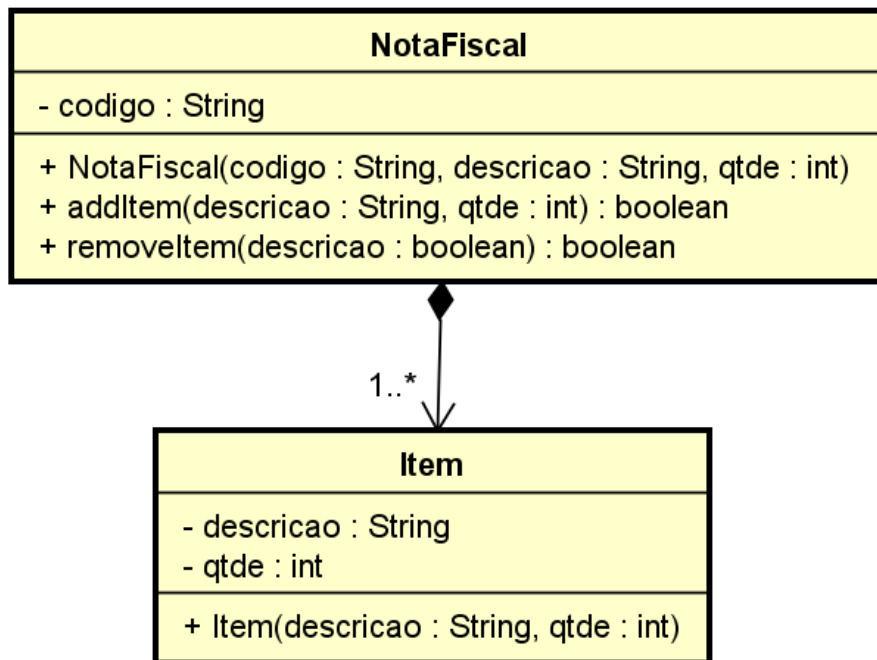 NotaFiscal
- codigo : String
+ NotaFiscal(codigo : String, descricao : String, qtde : int)
+ addItem(descricao : String, qtde : int) : boolean
+ removeItem(descricao : boolean) : boolean
1..*
Item
- descricao : String
- qtde : int
+ Item(descricao : String, qtde : int)